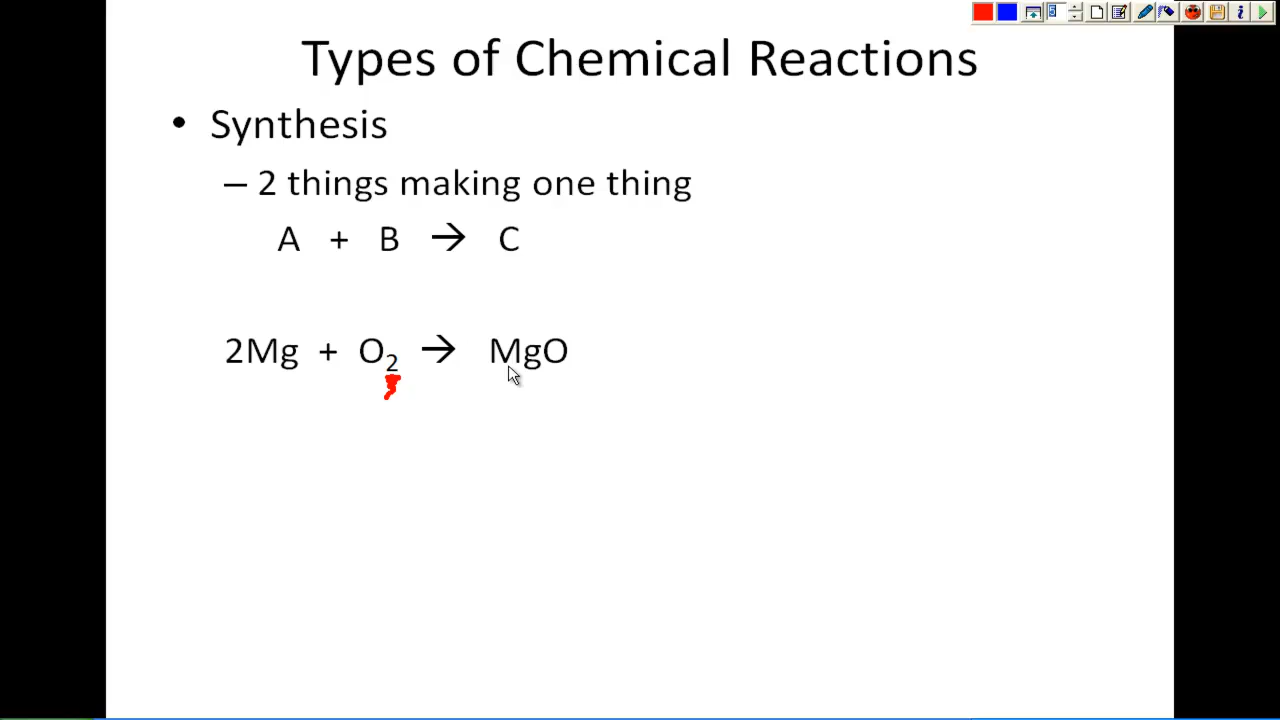 Types of Chemical Reactions
• Synthesis
– 2 things making one thing
A + B → C
2Mg + O₂ → MgO